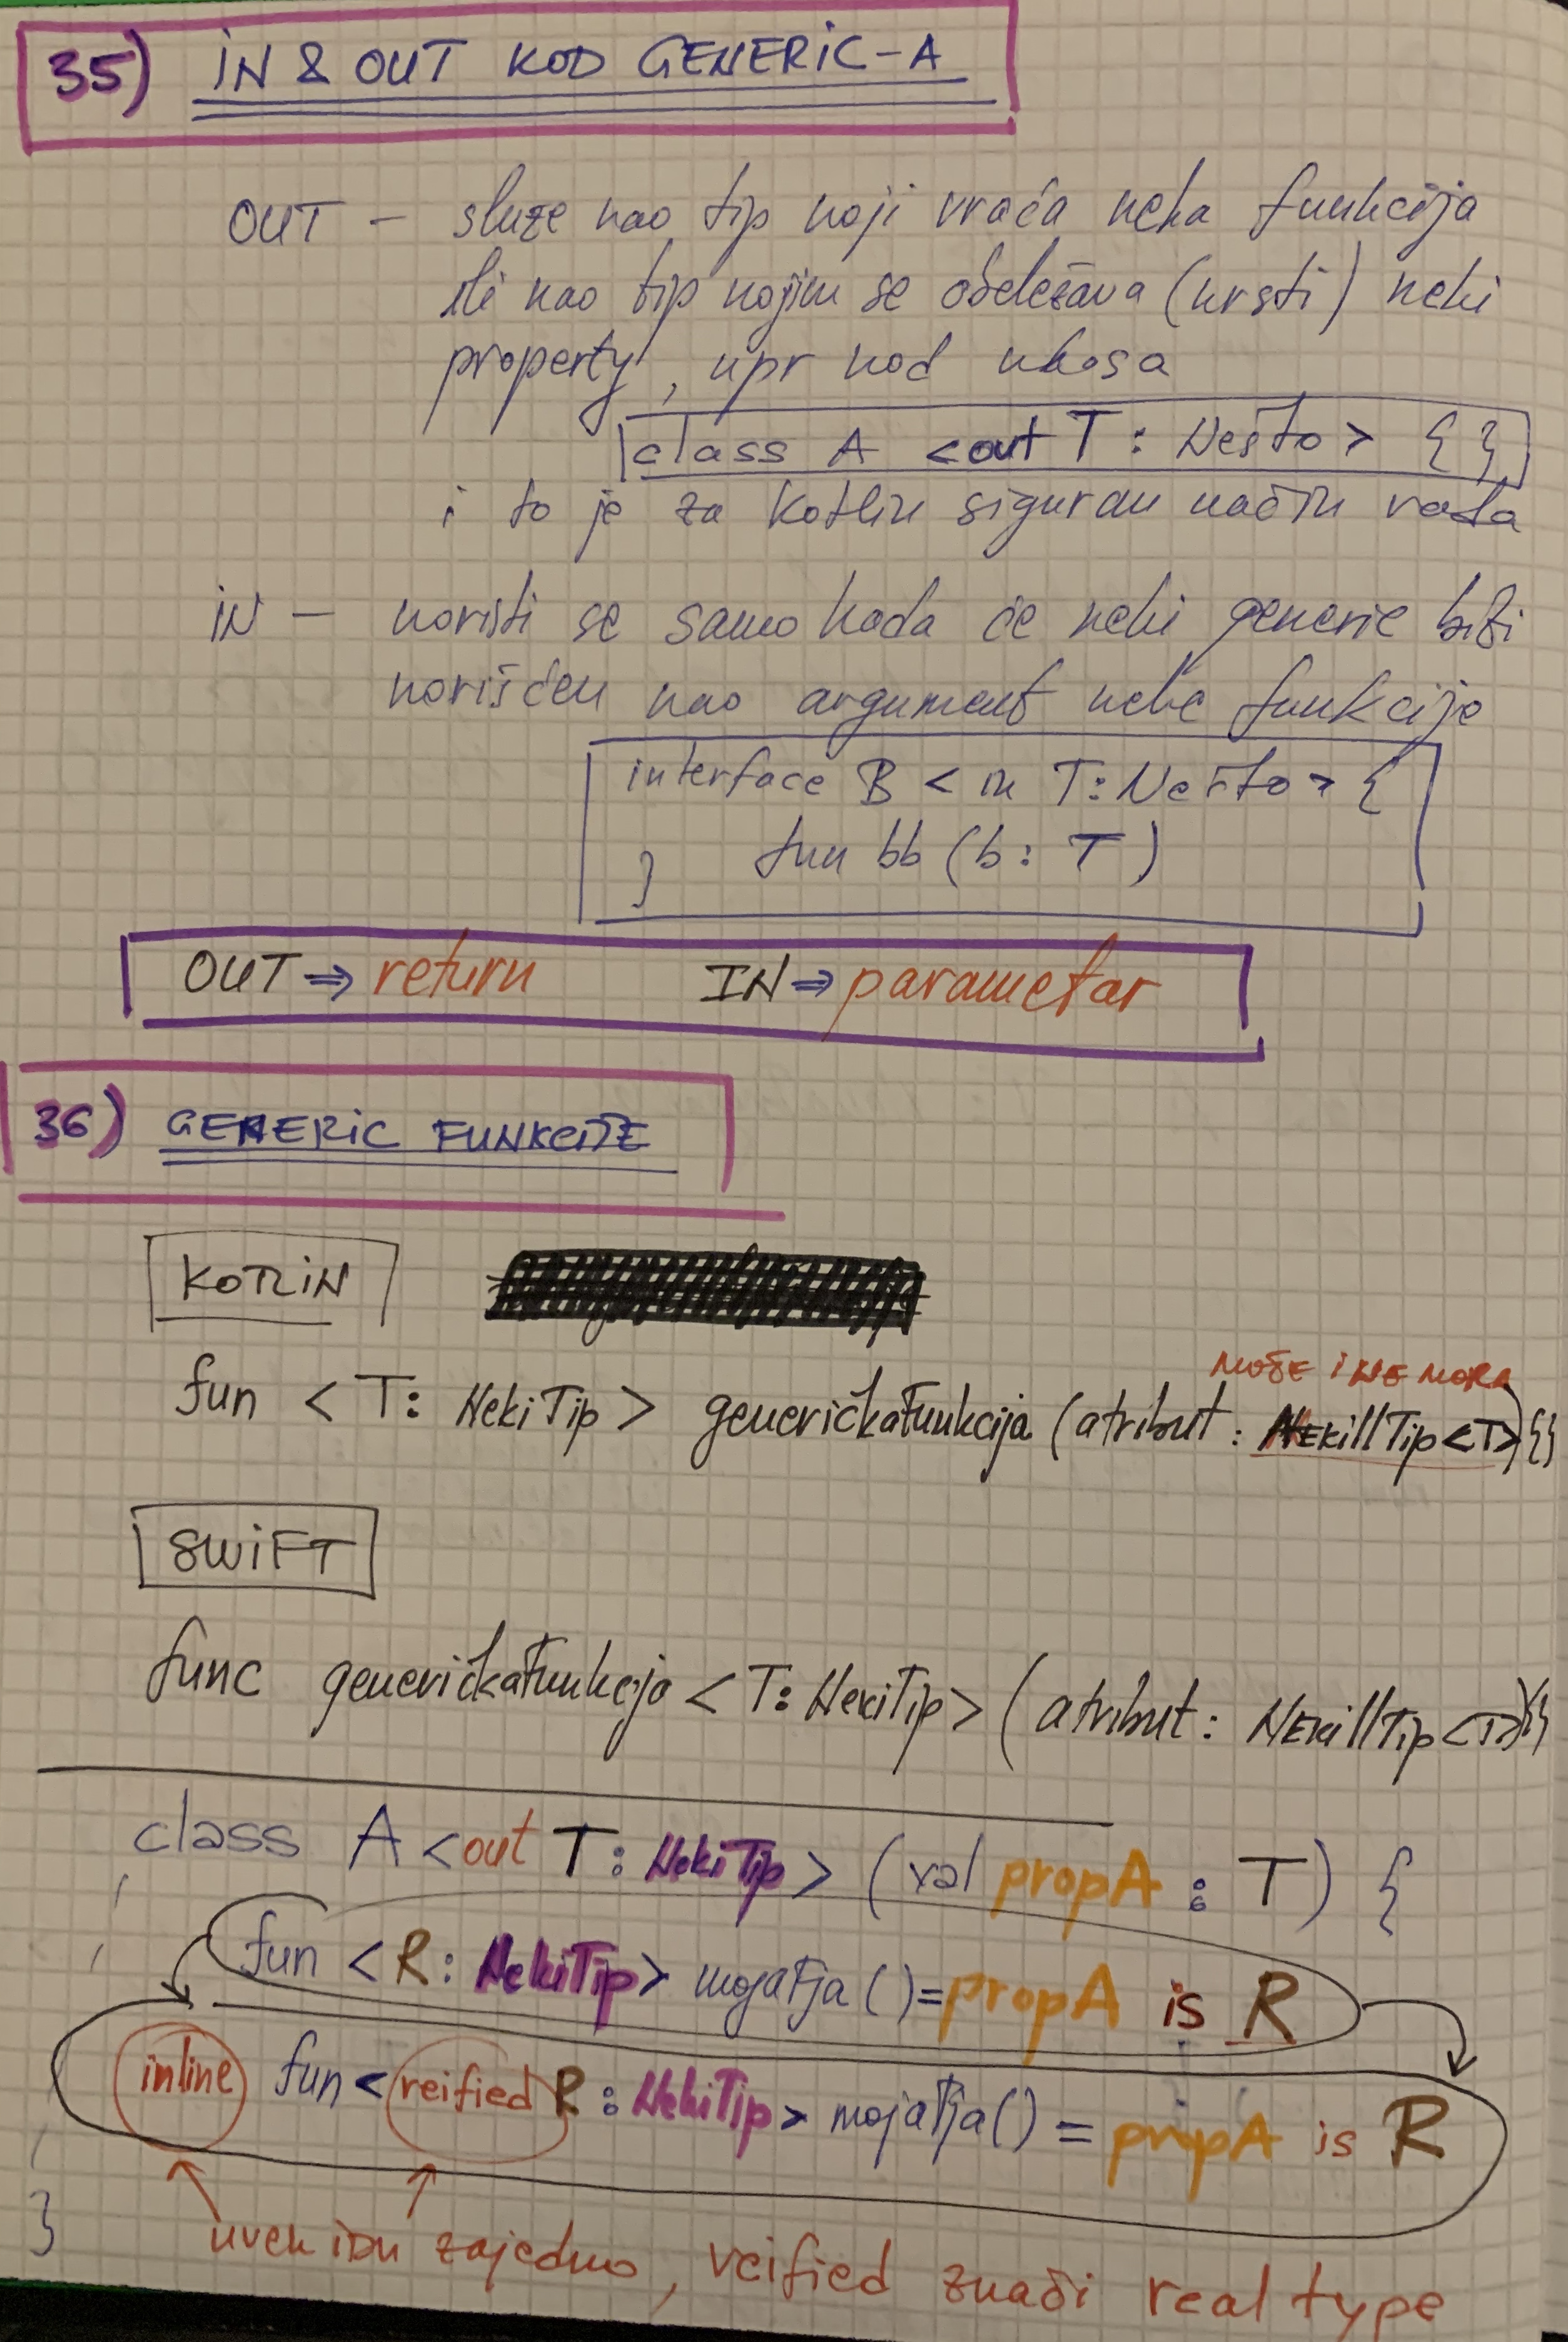 35) IN & OUT KOD GENERIC-A
OUT - služe kao tip koji vraća neka funkcija
ili kao tip kojim se obeležava (krsti) neki
property, npr kod klasa
class A <out T : Nešto> { }
i to je za Kotlin siguran način rada
IN - koristi se samo kada će neki generic biti
korišćen kao argument neke funkcije
interface B < in T: Nešto > {
fun bb (b: T)
}
OUT ⇒ return IN ⇒ parametar
36) GENERIC FUNKCIJE
KOTLIN
MOŽE I NE MORA
fun <T: NekiTip> generičkaFunkcija (atribut: NekiIITip<T>){}
SWIFT
func generičkaFunkcija <T: NekiTip> (atribut: NekiIITip<T>){}
class A <out T: NekiTip> (val propA : T) {
fun <R: NekiTip> mojaFja () = propA is R
inline fun <reified R : NekiTip> mojaFja() = propA is R
}
uvek idu zajedno, reified znači real type